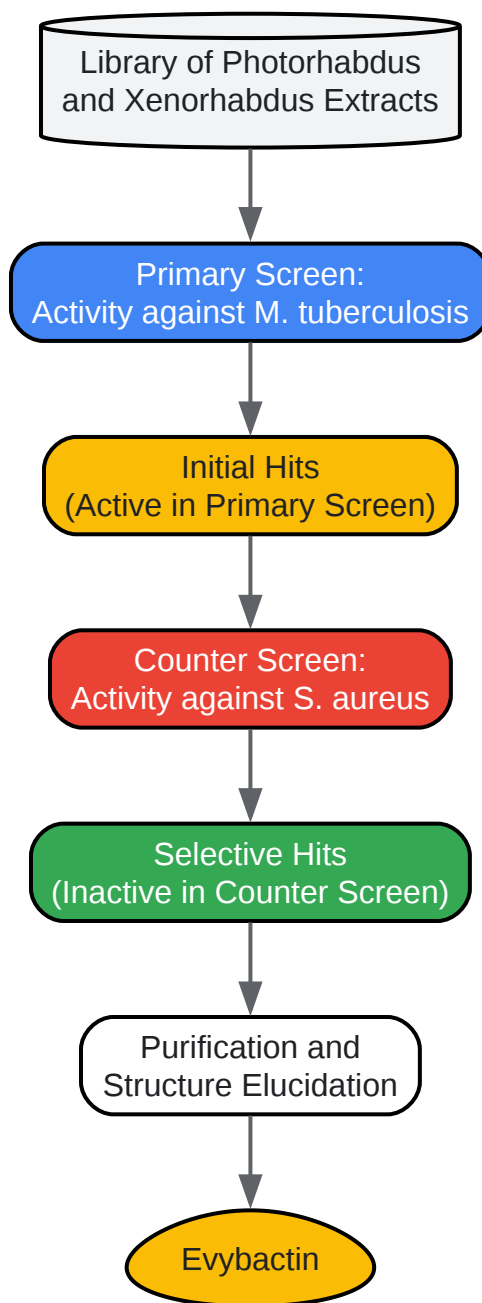 Library of Photorhabdus
and Xenorhabdus Extracts
Primary Screen:
Activity against M. tuberculosis
Initial Hits
(Active in Primary Screen)
Counter Screen:
Activity against S. aureus
Selective Hits
(Inactive in Counter Screen)
Purification and
Structure Elucidation
Evybactin